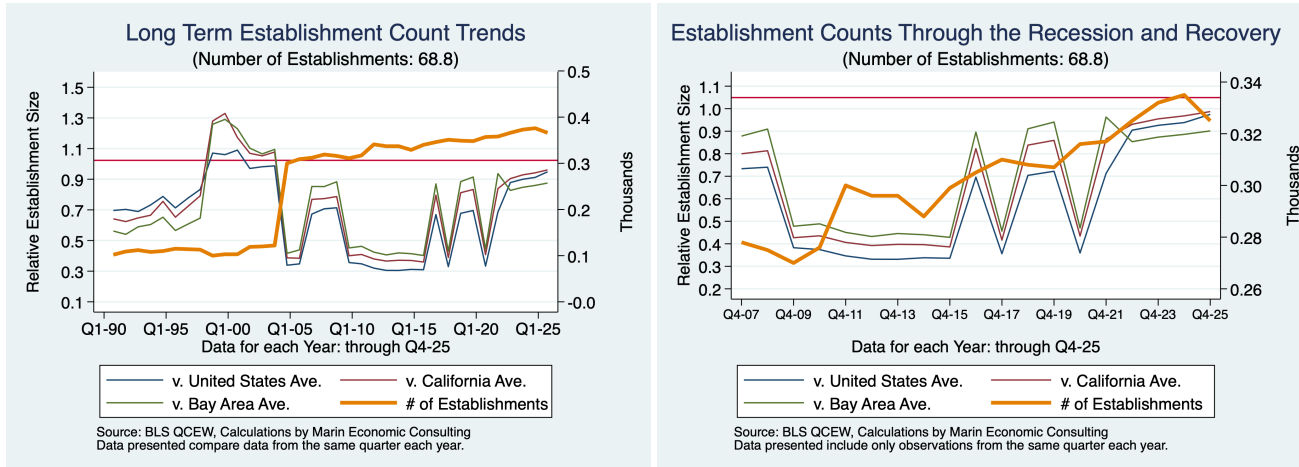 Long Term Establishment Count Trends
(Number of Establishments: 68.8)
Relative Establishment Size
1.5
1.3
1.1
0.9
0.7
0.5
0.3
0.1
0.5
0.4
0.3
0.2
0.1
-0.0
Thousands
Q1-90 Q1-95 Q1-00 Q1-05 Q1-10 Q1-15 Q1-20 Q1-25
Data for each Year: through Q4-25
v. United States Ave. v. California Ave.
v. Bay Area Ave. # of Establishments
Source: BLS QCEW, Calculations by Marin Economic Consulting
Data presented compare data from the same quarter each year.
Establishment Counts Through the Recession and Recovery
(Number of Establishments: 68.8)
Relative Establishment Size
1.1
1.0
0.9
0.8
0.7
0.6
0.5
0.4
0.3
0.2
0.34
0.32
0.30
0.28
0.26
Thousands
Q4-07 Q4-09 Q4-11 Q4-13 Q4-15 Q4-17 Q4-19 Q4-21 Q4-23 Q4-25
Data for each Year: through Q4-25
v. United States Ave. v. California Ave.
v. Bay Area Ave. # of Establishments
Source: BLS QCEW, Calculations by Marin Economic Consulting
Data presented include only observations from the same quarter each year.